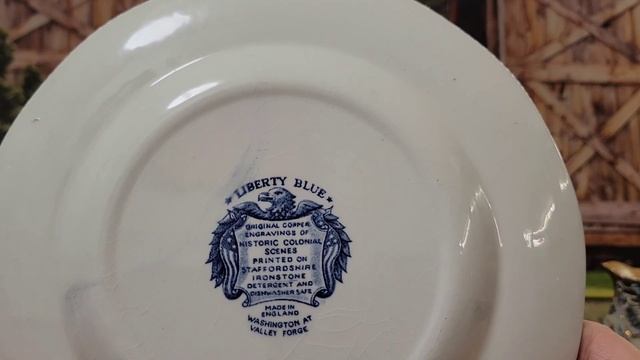 ★ LIBERTY BLUE ★
ORIGINAL COPPER
ENGRAVINGS OF
HISTORIC COLONIAL
SCENES
PRINTED ON
STAFFORDSHIRE
IRONSTONE
DETERGENT AND
DISHWASHER SAFE
MADE IN
ENGLAND
WASHINGTON AT
VALLEY FORGE